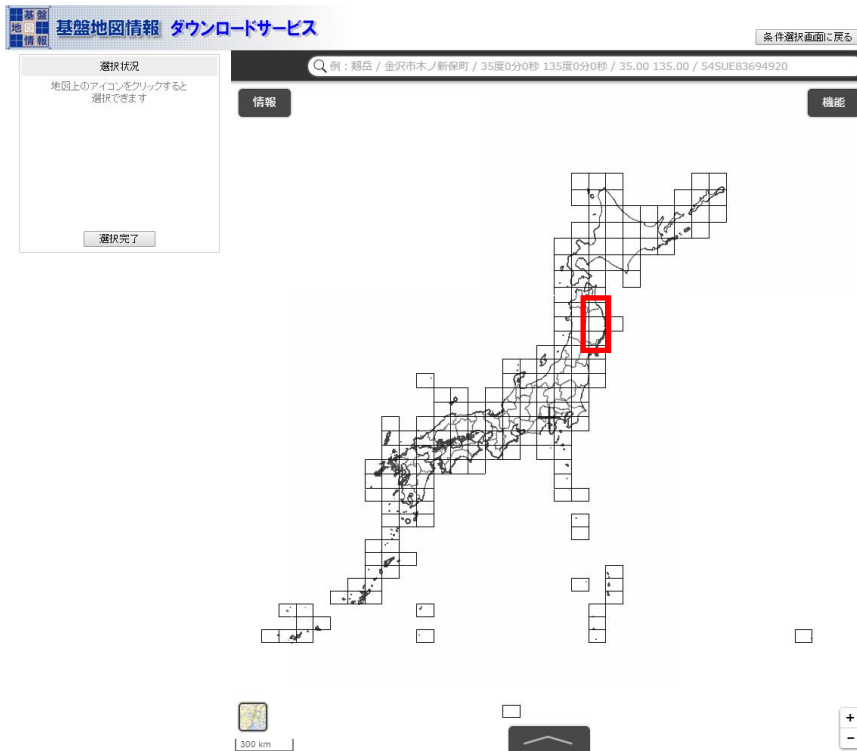 基盤
地図
情報
基盤地図情報 ダウンロードサービス
条件選択画面に戻る
選択状況
地図上のアイコンをクリックすると
選択できます
選択完了
例：剱岳 / 金沢市木ノ新保町 / 35度0分0秒 135度0分0秒 / 35.00 135.00 / 54SUE83694920
情報
機能
300 km
+
−